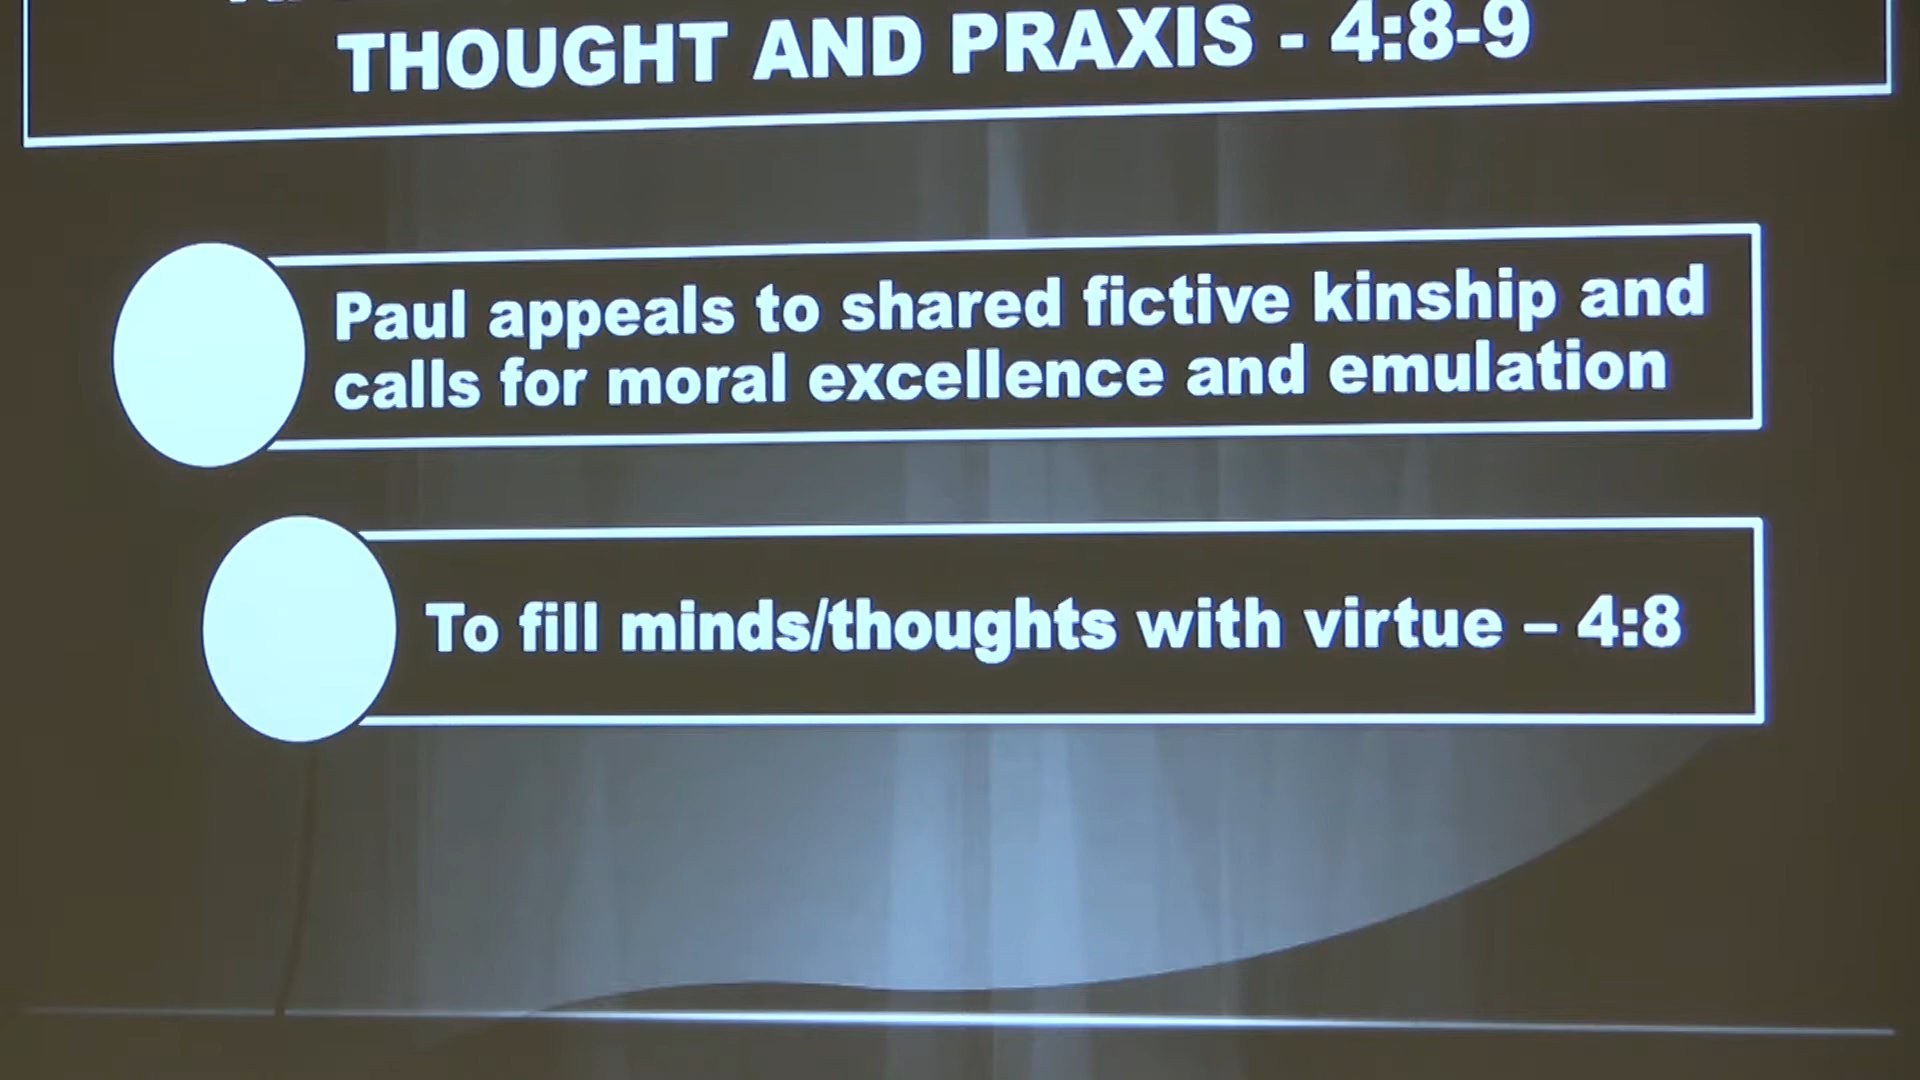 THOUGHT AND PRAXIS - 4:8-9
Paul appeals to shared fictive kinship and
calls for moral excellence and emulation
To fill minds/thoughts with virtue – 4:8